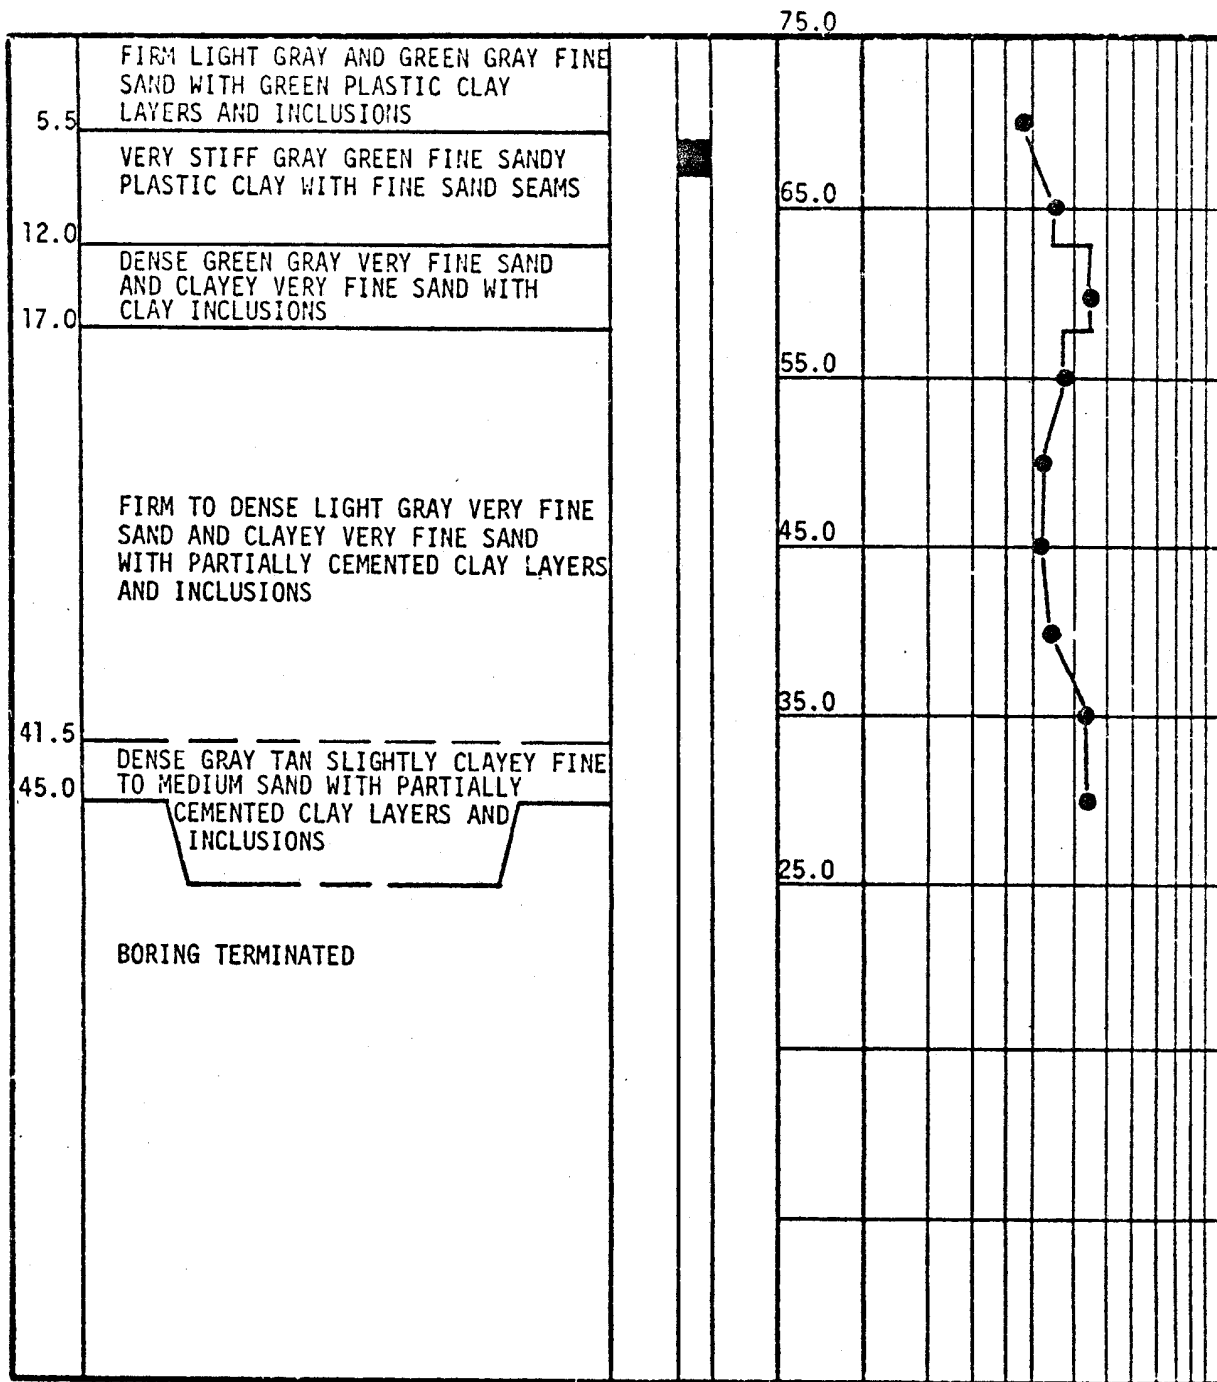 75.0
FIRM LIGHT GRAY AND GREEN GRAY FINE
SAND WITH GREEN PLASTIC CLAY
LAYERS AND INCLUSIONS
5.5
VERY STIFF GRAY GREEN FINE SANDY
PLASTIC CLAY WITH FINE SAND SEAMS
65.0
12.0
DENSE GREEN GRAY VERY FINE SAND
AND CLAYEY VERY FINE SAND WITH
CLAY INCLUSIONS
17.0
55.0
FIRM TO DENSE LIGHT GRAY VERY FINE
SAND AND CLAYEY VERY FINE SAND
WITH PARTIALLY CEMENTED CLAY LAYERS
AND INCLUSIONS
45.0
35.0
41.5
DENSE GRAY TAN SLIGHTLY CLAYEY FINE
TO MEDIUM SAND WITH PARTIALLY
45.0
CEMENTED CLAY LAYERS AND
INCLUSIONS
25.0
BORING TERMINATED